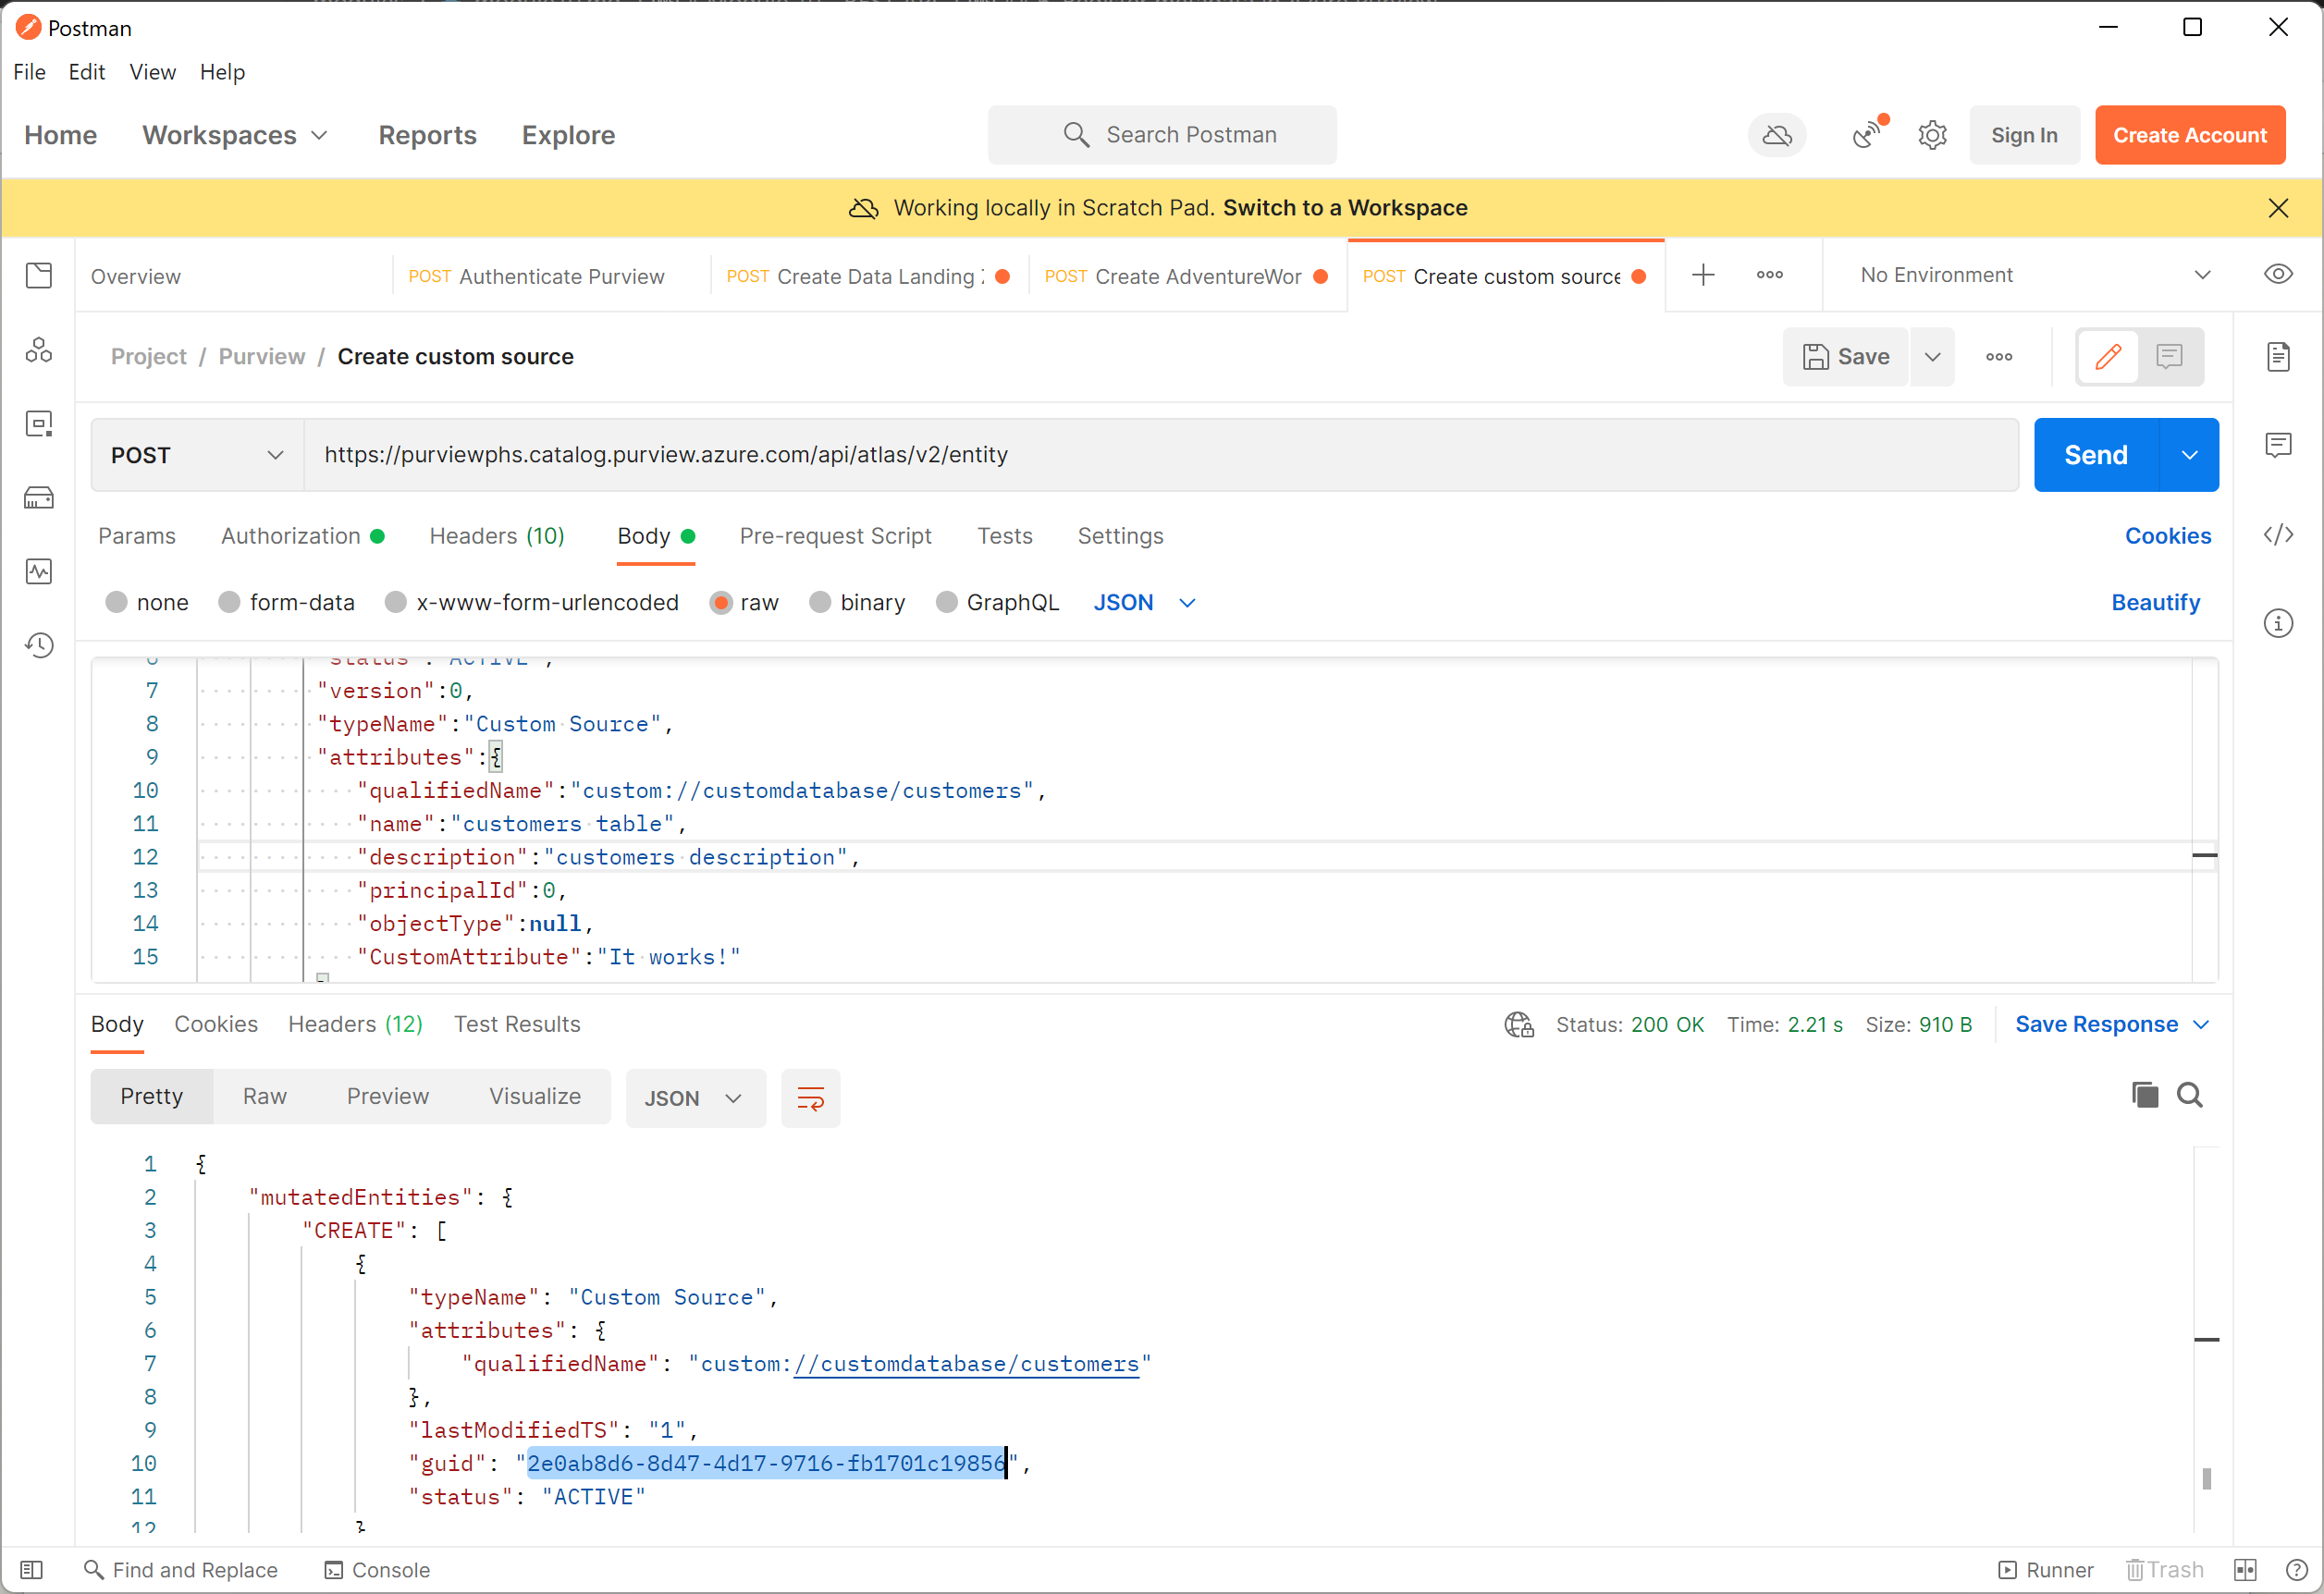 Postman
File Edit View Help
Home Workspaces Reports Explore Search Postman Sign In Create Account
Working locally in Scratch Pad. Switch to a Workspace
Overview POST Authenticate Purview POST Create Data Landing POST Create AdventureWor POST Create custom source No Environment
Project / Purview / Create custom source Save
POST https://purviewphs.catalog.purview.azure.com/api/atlas/v2/entity Send
Params Authorization Headers (10) Body Pre-request Script Tests Settings Cookies
none form-data x-www-form-urlencoded raw binary GraphQL JSON Beautify
6 "status":"ACTIVE",
7 "version":0,
8 "typeName":"Custom Source",
9 "attributes":{
10 "qualifiedName":"custom://customdatabase/customers",
11 "name":"customers table",
12 "description":"customers description",
13 "principalId":0,
14 "objectType":null,
15 "CustomAttribute":"It works!"
Body Cookies Headers (12) Test Results Status: 200 OK Time: 2.21 s Size: 910 B Save Response
Pretty Raw Preview Visualize JSON
1 {
2 "mutatedEntities": {
3 "CREATE": [
4 {
5 "typeName": "Custom Source",
6 "attributes": {
7 "qualifiedName": "custom://customdatabase/customers"
8 },
9 "lastModifiedTS": "1",
10 "guid": "2e0ab8d6-8d47-4d17-9716-fb1701c19856",
11 "status": "ACTIVE"
12 }
Find and Replace Console Runner Trash